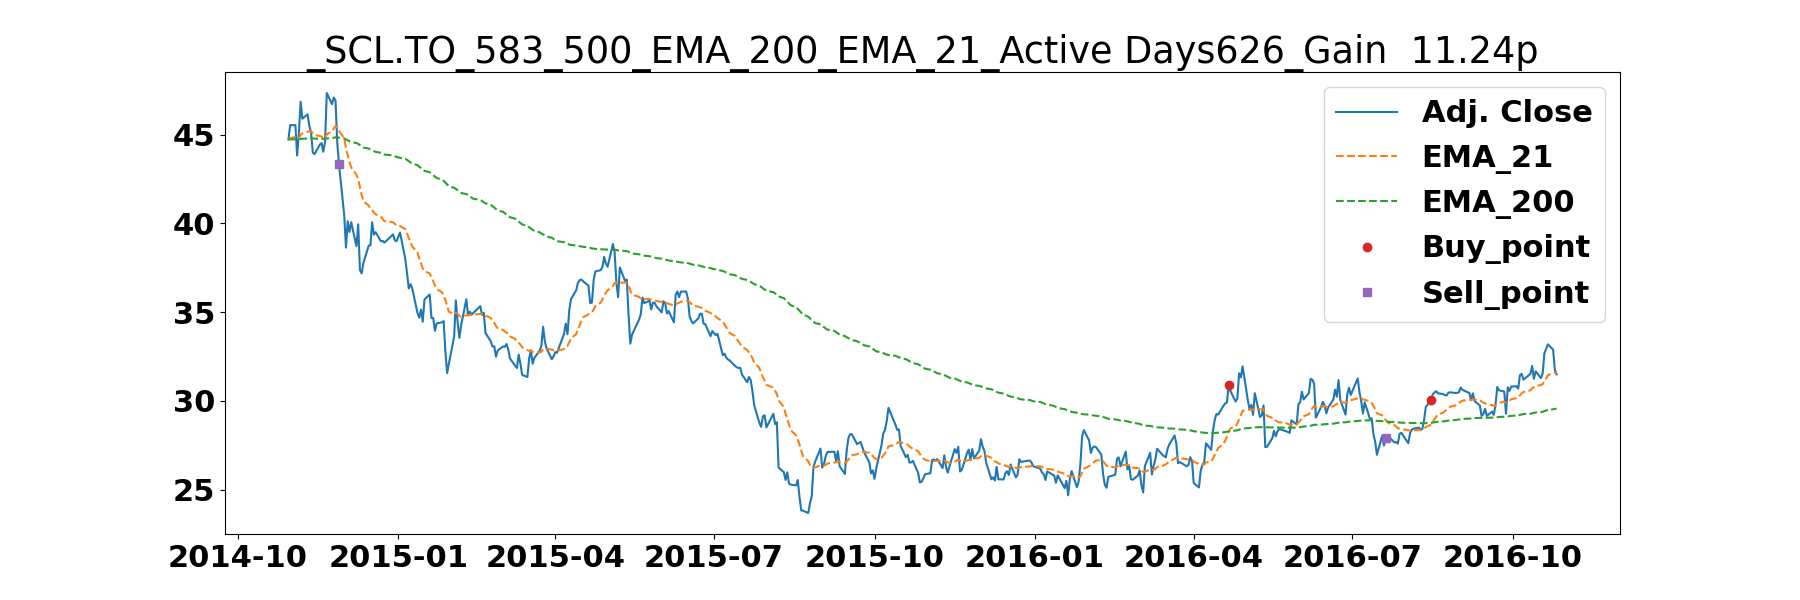 _SCL.TO_583_500_EMA_200_EMA_21_Active Days626_Gain  11.24p
Adj. Close
EMA_21
EMA_200
Buy_point
Sell_point
45
40
35
30
25
2014-10 2015-01 2015-04 2015-07 2015-10 2016-01 2016-04 2016-07 2016-10